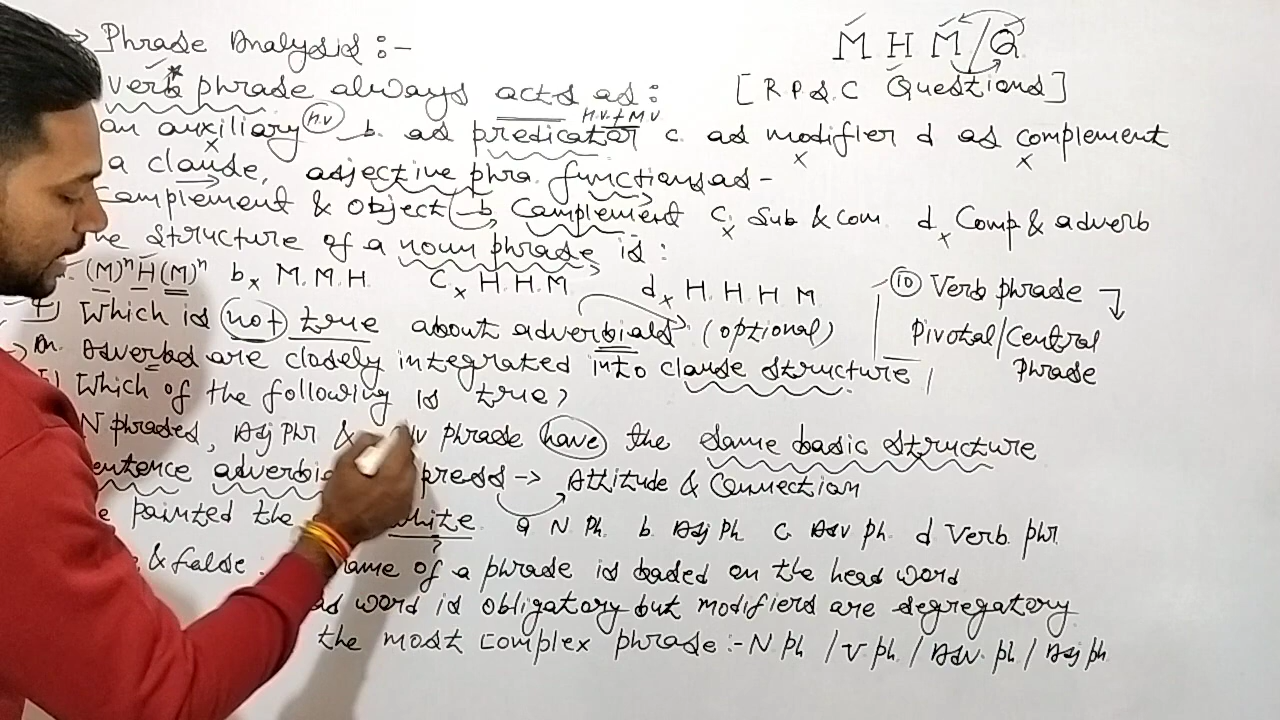 Phrase Analysis :-
M H M/Q
[R.P.S.C Questions]
Verb phrase always acts as :
h.v + M V
an auxiliary (h.v) b. as predicator c. as modifier d as complement
a clause, adjective phra. functions as -
Complement & Object b Complement c. Sub & com. d. Comp & adverb
structure of a noun phrase is :
(M)ⁿ H (M)ⁿ b. M. M. H c. H. H. M d. H. H. H M
Which is not true about adverbials (optional)
An. Adverbs are closely integrated into clause structure
Which of the following is true?
N phrases, Adj Phr & phrase have the same basic structure
→ Attitude & Connection
painted the white a N Ph. b. Adj Ph c. Adv Ph. d Verb phr
& false : of a phrase is based on the head word
word is obligatory but modifiers are segregatory
the most complex phrase :- N ph / V ph / Adv. ph / Adj ph
(10) Verb phrase
Pivotal/Central
Phrase